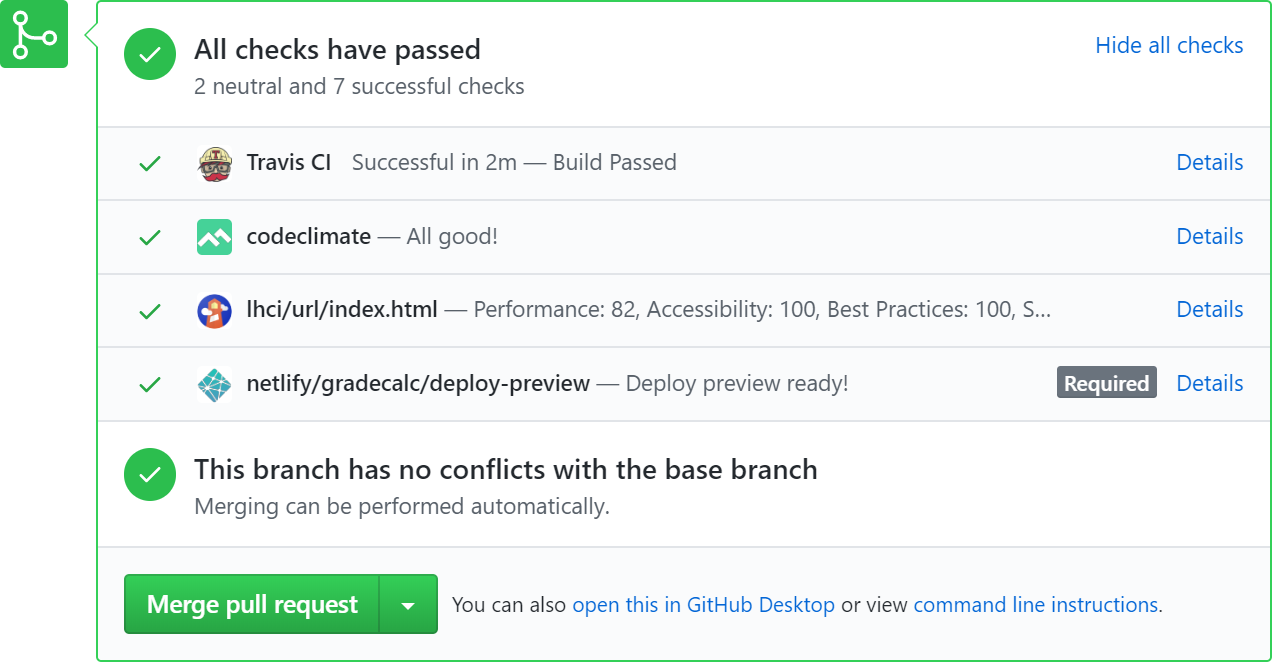 All checks have passed
Hide all checks
2 neutral and 7 successful checks
Travis CI Successful in 2m — Build Passed Details
codeclimate — All good! Details
lhci/url/index.html — Performance: 82, Accessibility: 100, Best Practices: 100, S... Details
netlify/gradecalc/deploy-preview — Deploy preview ready! Required Details
This branch has no conflicts with the base branch
Merging can be performed automatically.
Merge pull request You can also open this in GitHub Desktop or view command line instructions.